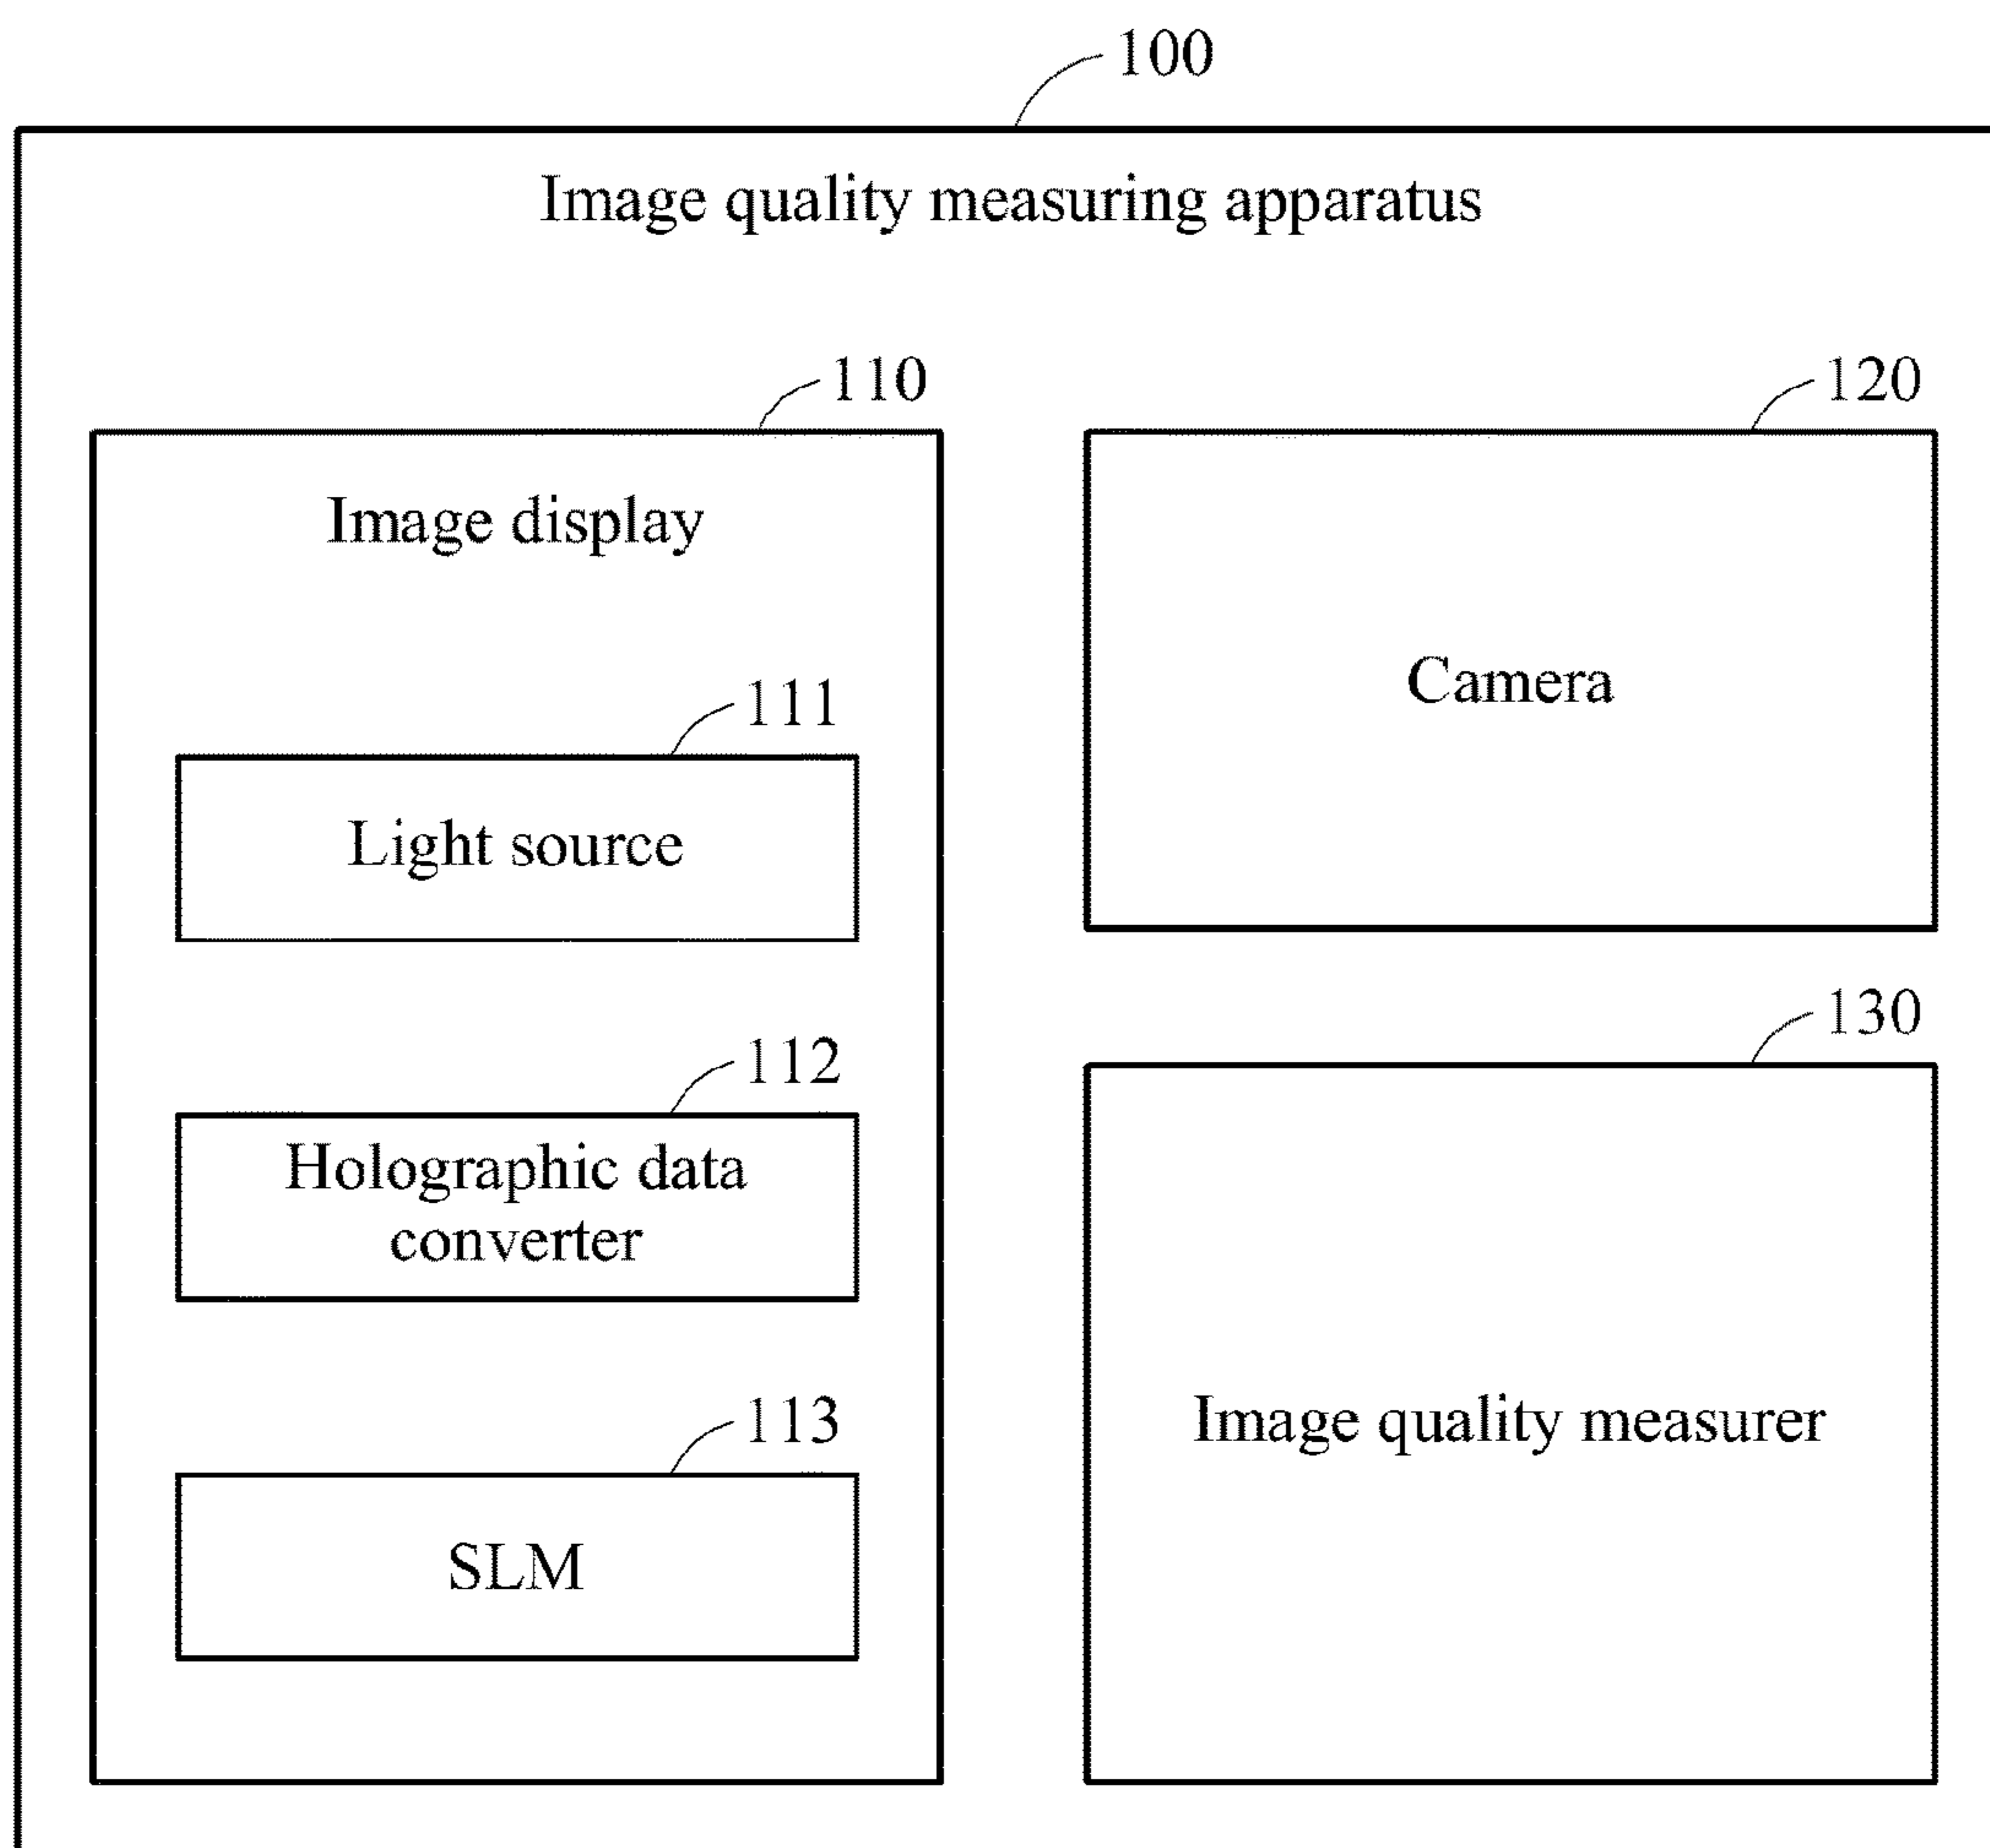 100
Image quality measuring apparatus
110
Image display
111
Light source
112
Holographic data
converter
113
SLM
120
Camera
130
Image quality measurer